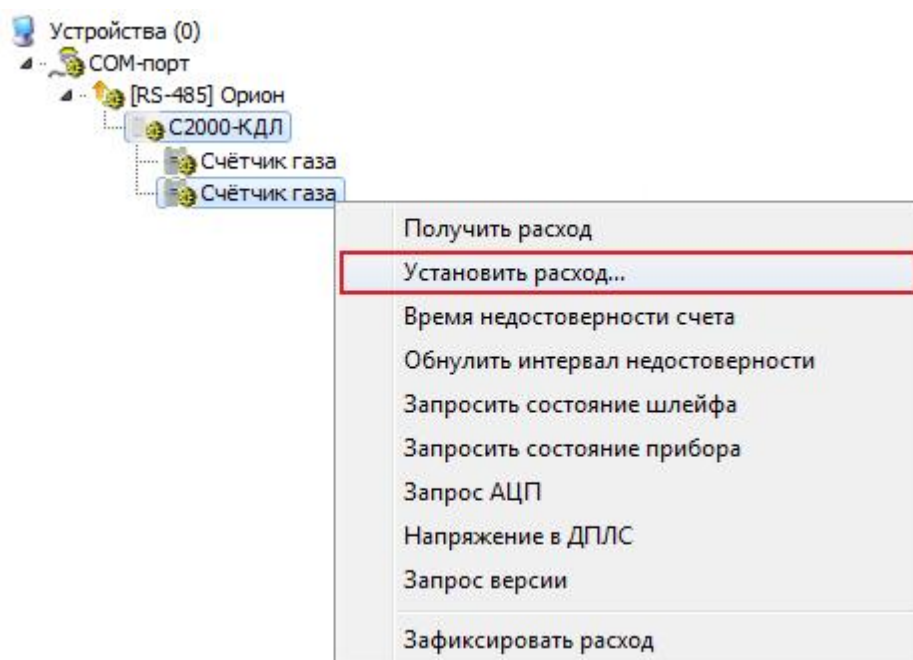 Устройства (0)
COM-порт
[RS-485] Орион
С2000-КДЛ
Счётчик газа
Счётчик газа
Получить расход
Установить расход...
Время недостоверности счета
Обнулить интервал недостоверности
Запросить состояние шлейфа
Запросить состояние прибора
Запрос АЦП
Напряжение в ДПЛС
Запрос версии
Зафиксировать расход